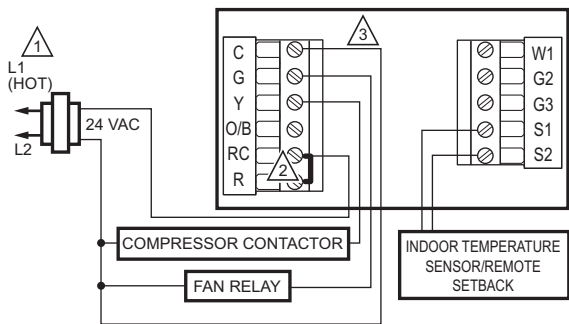 1
L1
(HOT)
L2
24 VAC
3
C
G
Y
O/B
RC
R
2
W1
G2
G3
S1
S2
COMPRESSOR CONTACTOR
FAN RELAY
INDOOR TEMPERATURE
SENSOR/REMOTE
SETBACK